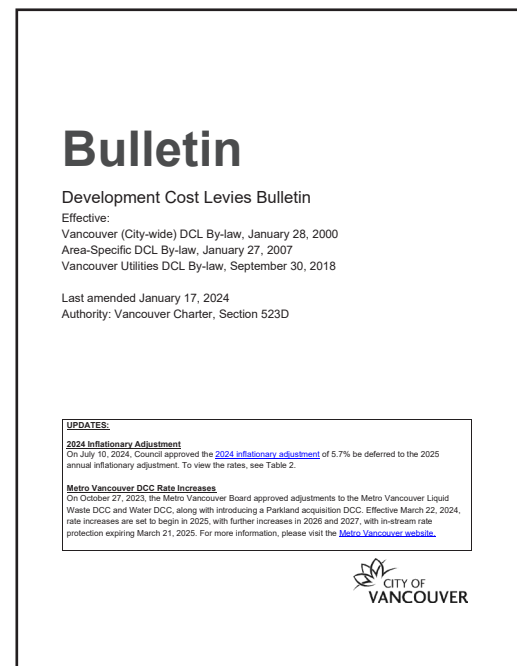 Bulletin
Development Cost Levies Bulletin
Effective:
Vancouver (City-wide) DCL By-law, January 28, 2000
Area-Specific DCL By-law, January 27, 2007
Vancouver Utilities DCL By-law, September 30, 2018
Last amended January 17, 2024
Authority: Vancouver Charter, Section 523D
UPDATES:
2024 Inflationary Adjustment
On July 10, 2024, Council approved the 2024 inflationary adjustment of 5.7% be deferred to the 2025
annual inflationary adjustment. To view the rates, see Table 2.
Metro Vancouver DCC Rate Increases
On October 27, 2023, the Metro Vancouver Board approved adjustments to the Metro Vancouver Liquid
Waste DCC and Water DCC, along with introducing a Parkland acquisition DCC. Effective March 22, 2024,
rate increases are set to begin in 2025, with further increases in 2026 and 2027, with in-stream rate
protection expiring March 21, 2025. For more information, please visit the Metro Vancouver website.
CITY OF
VANCOUVER